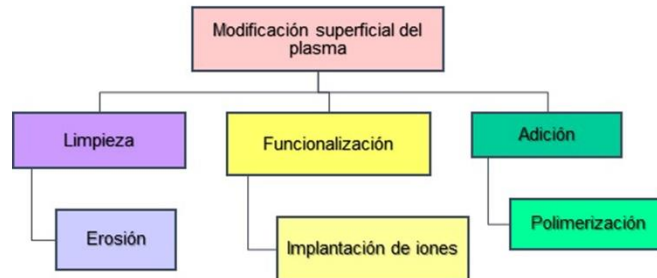 Modificación superficial del
plasma
Limpieza
Funcionalización
Adición
Erosión
Implantación de iones
Polimerización